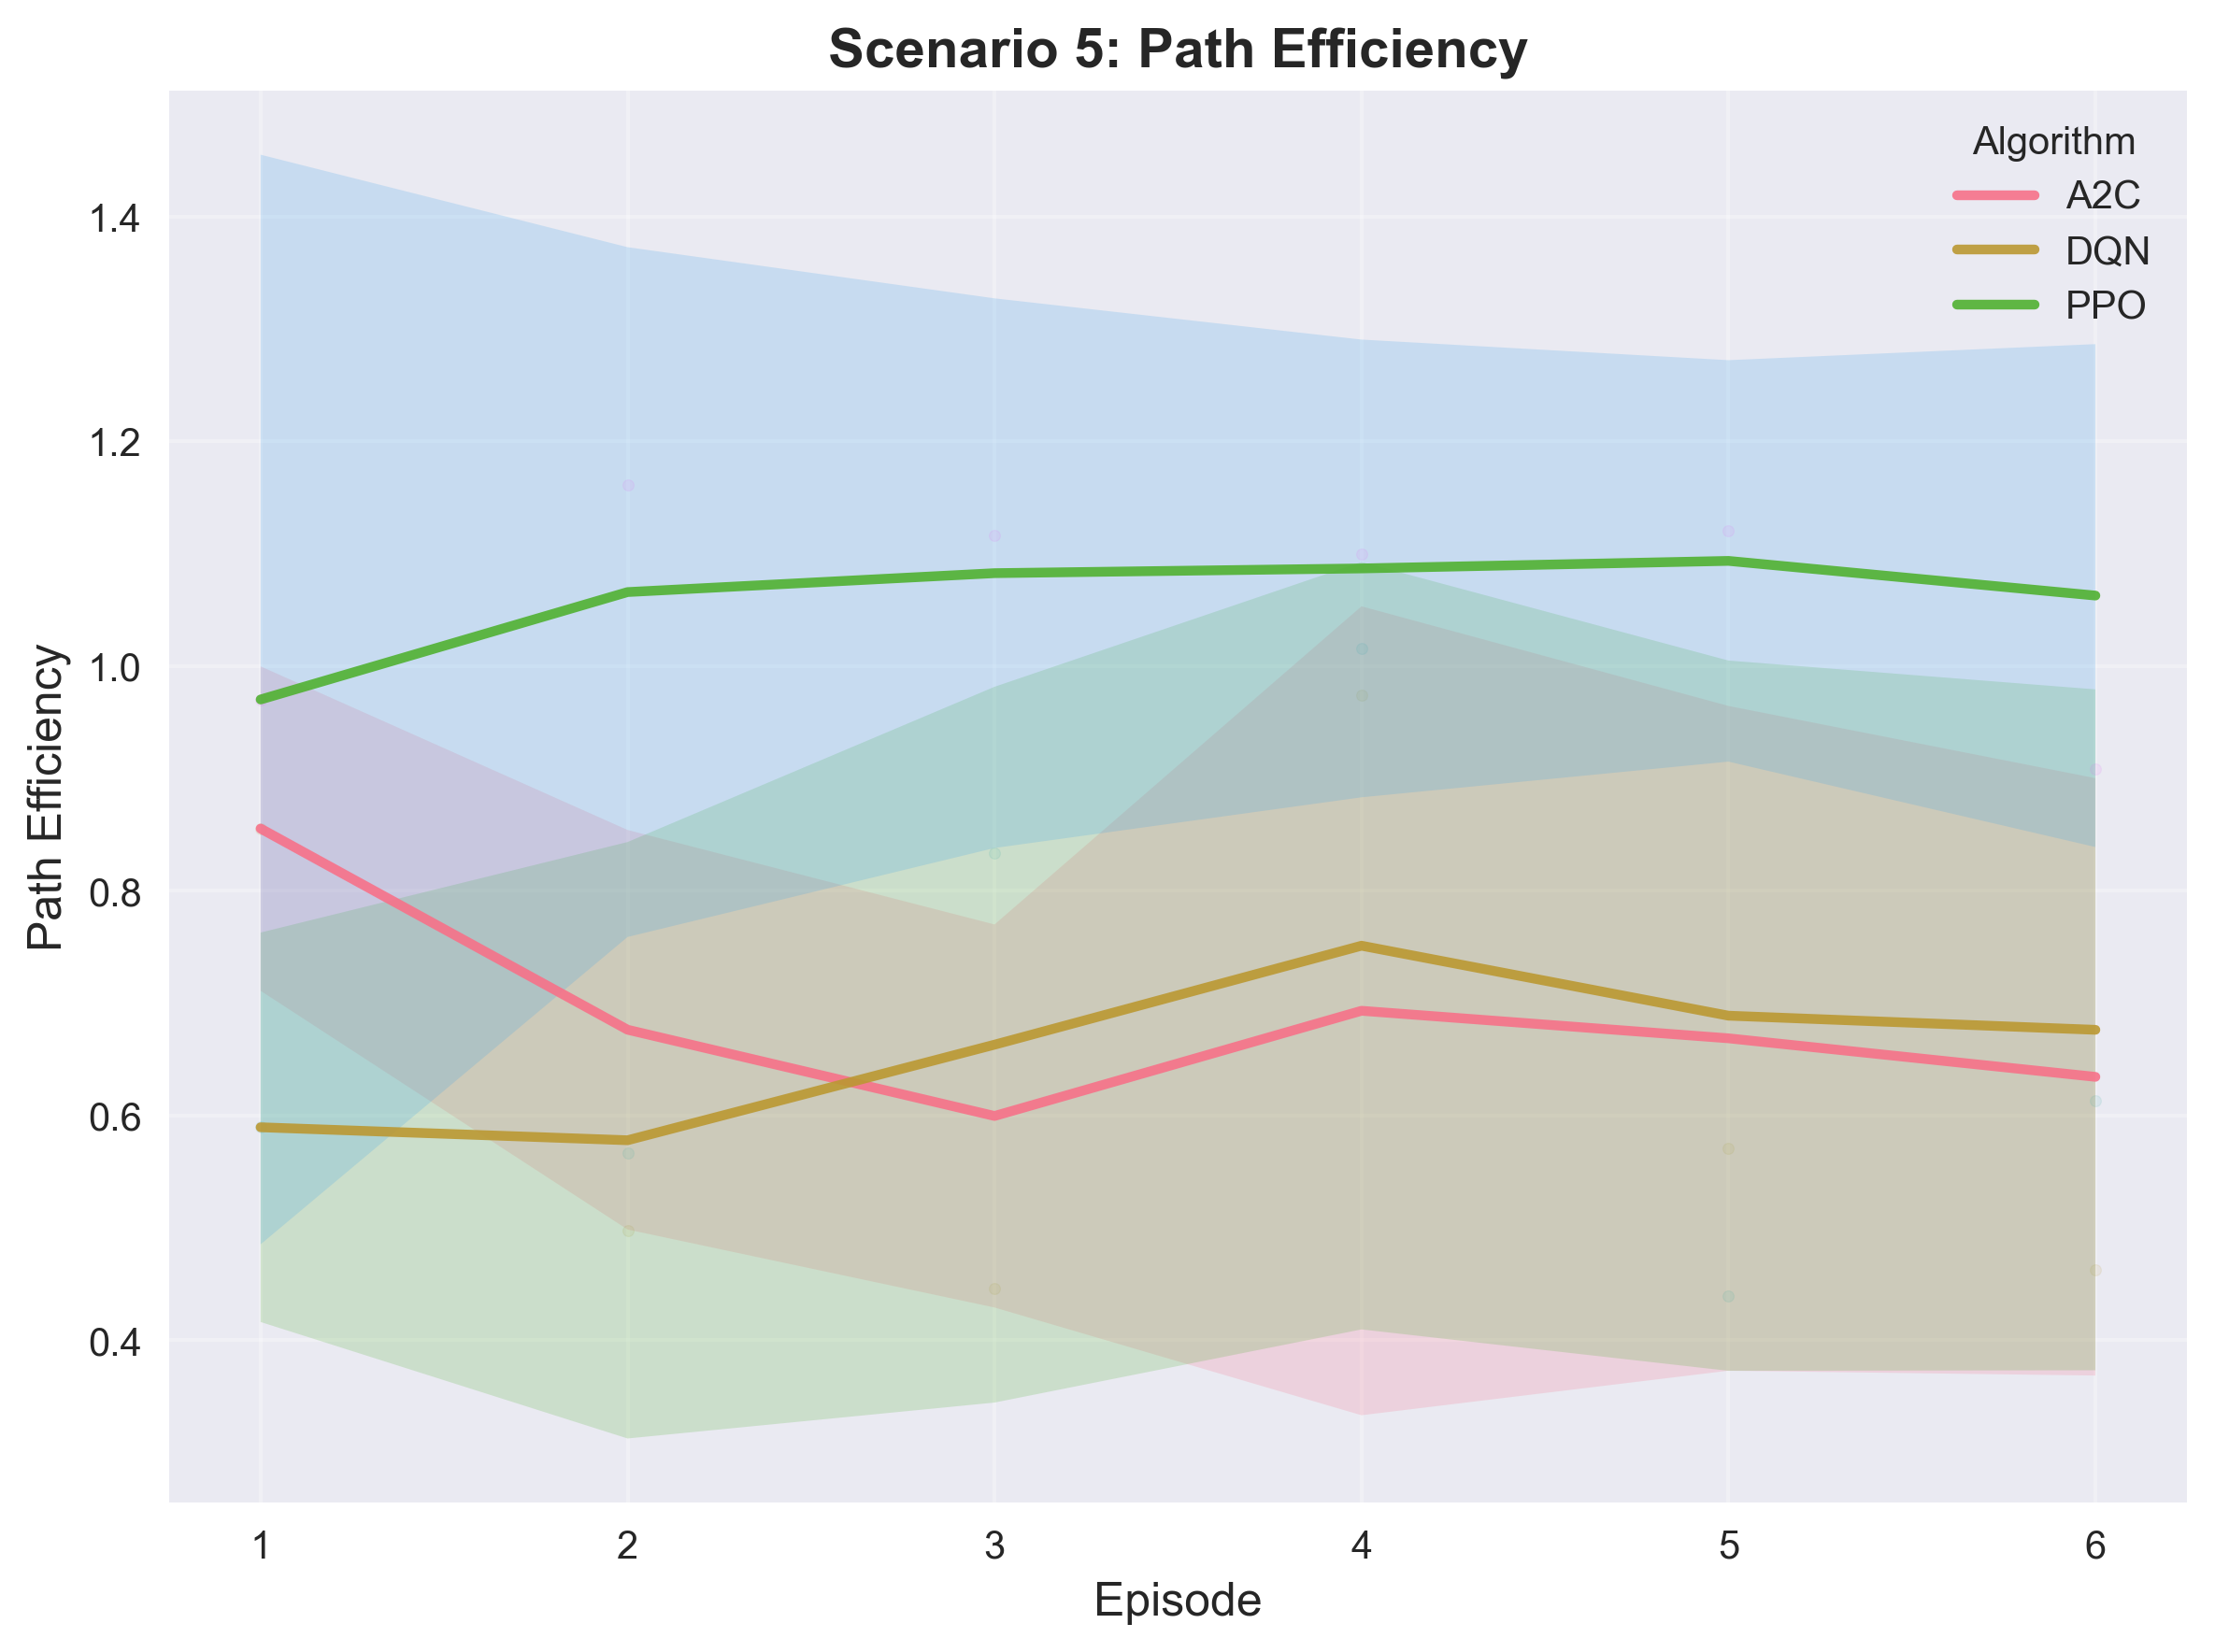 Scenario 5: Path Efficiency
Algorithm
A2C
DQN
PPO
Path Efficiency
1.4
1.2
1.0
0.8
0.6
0.4
1 2 3 4 5 6
Episode